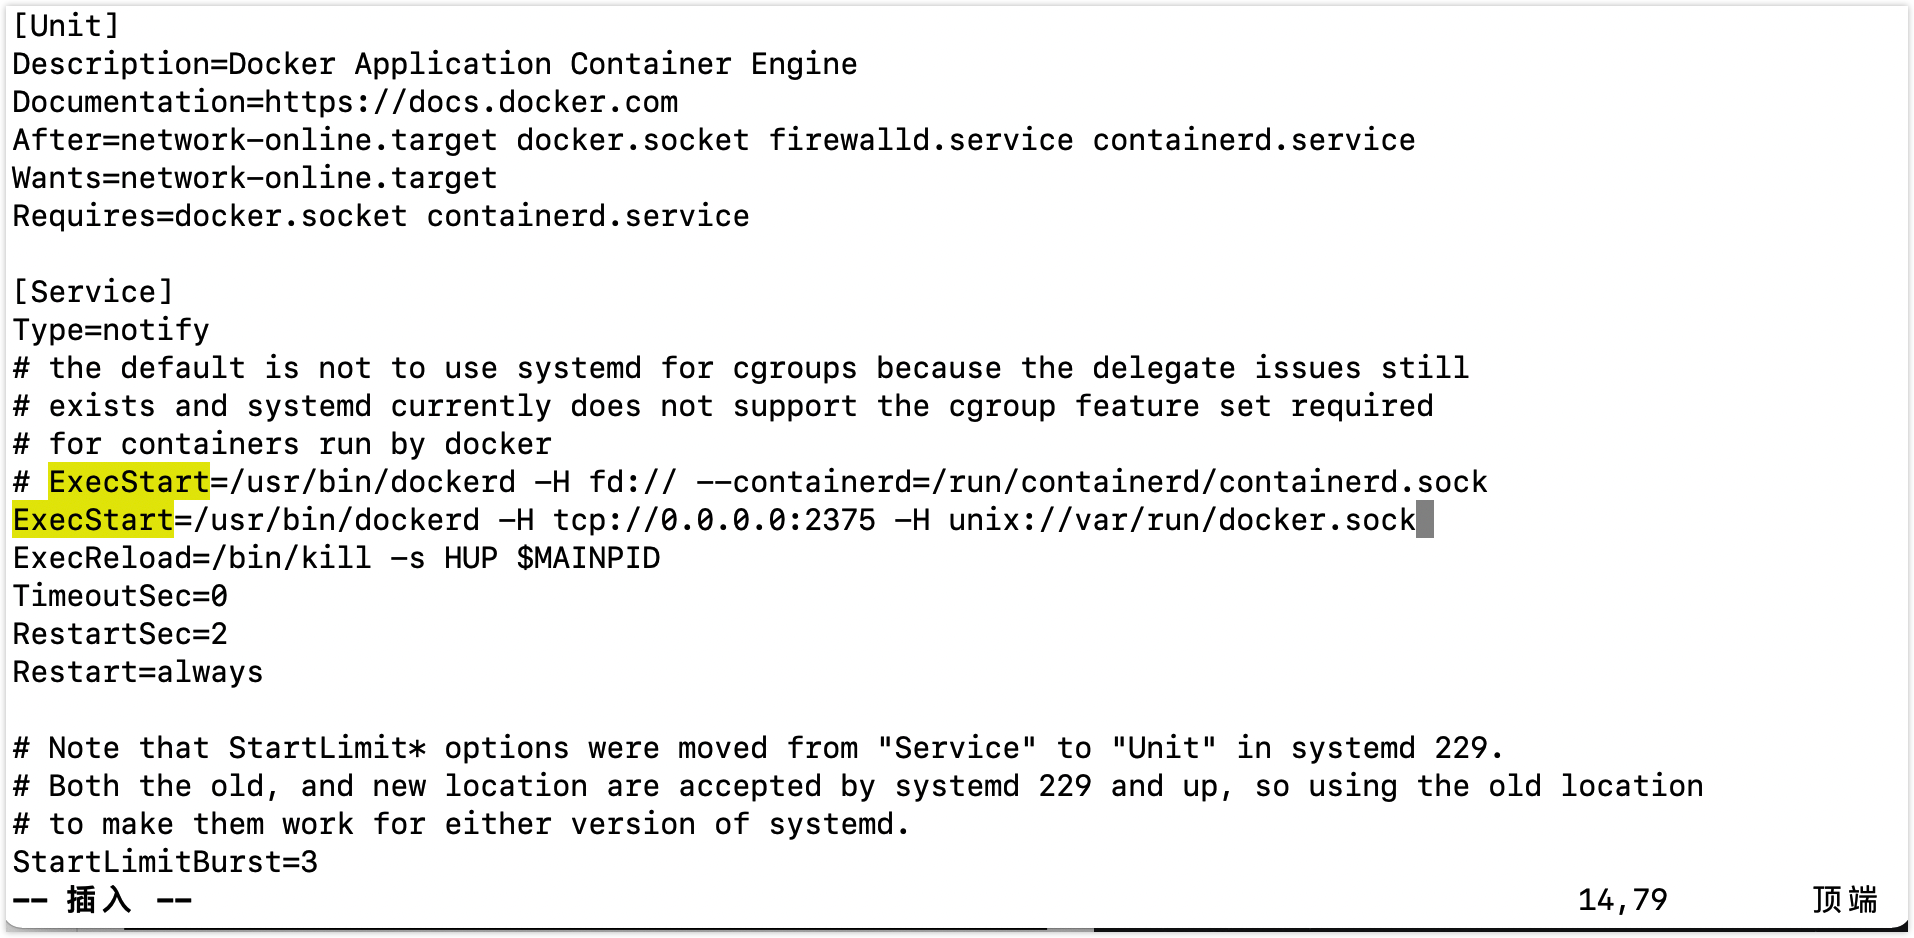 [Unit]
Description=Docker Application Container Engine
Documentation=https://docs.docker.com
After=network-online.target docker.socket firewalld.service containerd.service
Wants=network-online.target
Requires=docker.socket containerd.service
[Service]
Type=notify
# the default is not to use systemd for cgroups because the delegate issues still
# exists and systemd currently does not support the cgroup feature set required
# for containers run by docker
# ExecStart=/usr/bin/dockerd -H fd:// --containerd=/run/containerd/containerd.sock
ExecStart=/usr/bin/dockerd -H tcp://0.0.0.0:2375 -H unix://var/run/docker.sock
ExecReload=/bin/kill -s HUP $MAINPID
TimeoutSec=0
RestartSec=2
Restart=always
# Note that StartLimit* options were moved from "Service" to "Unit" in systemd 229.
# Both the old, and new location are accepted by systemd 229 and up, so using the old location
# to make them work for either version of systemd.
StartLimitBurst=3
-- 插入 -- 14,79 顶端